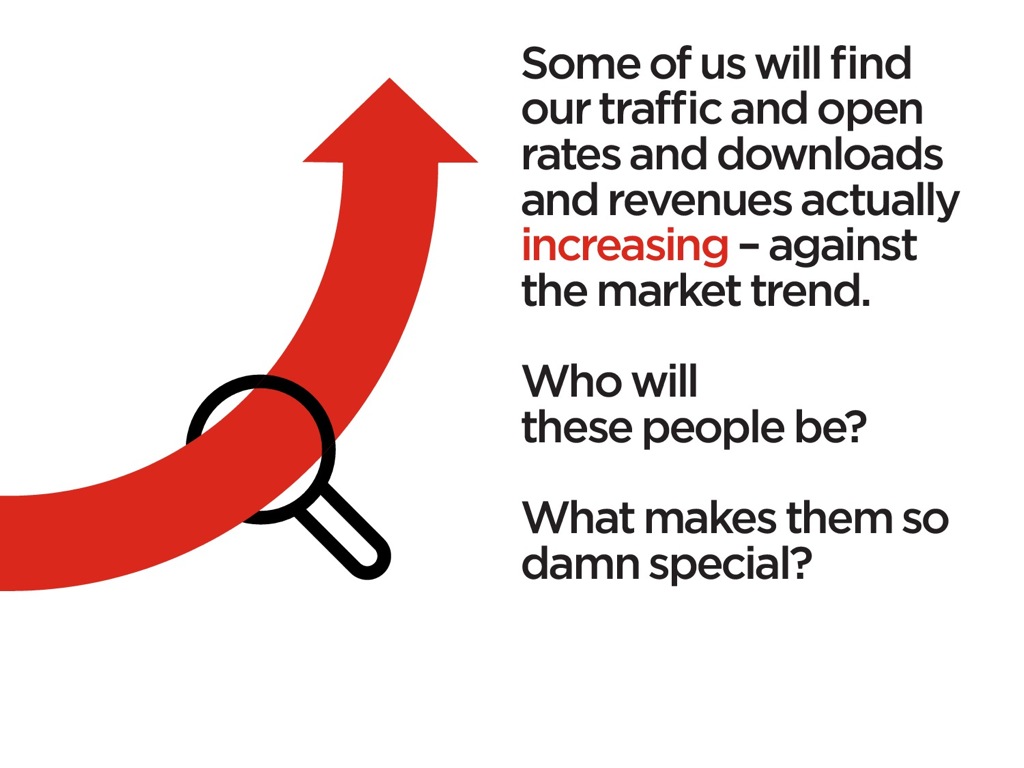 Some of us will find
our traffic and open
rates and downloads
and revenues actually
increasing – against
the market trend.
Who will
these people be?
What makes them so
damn special?